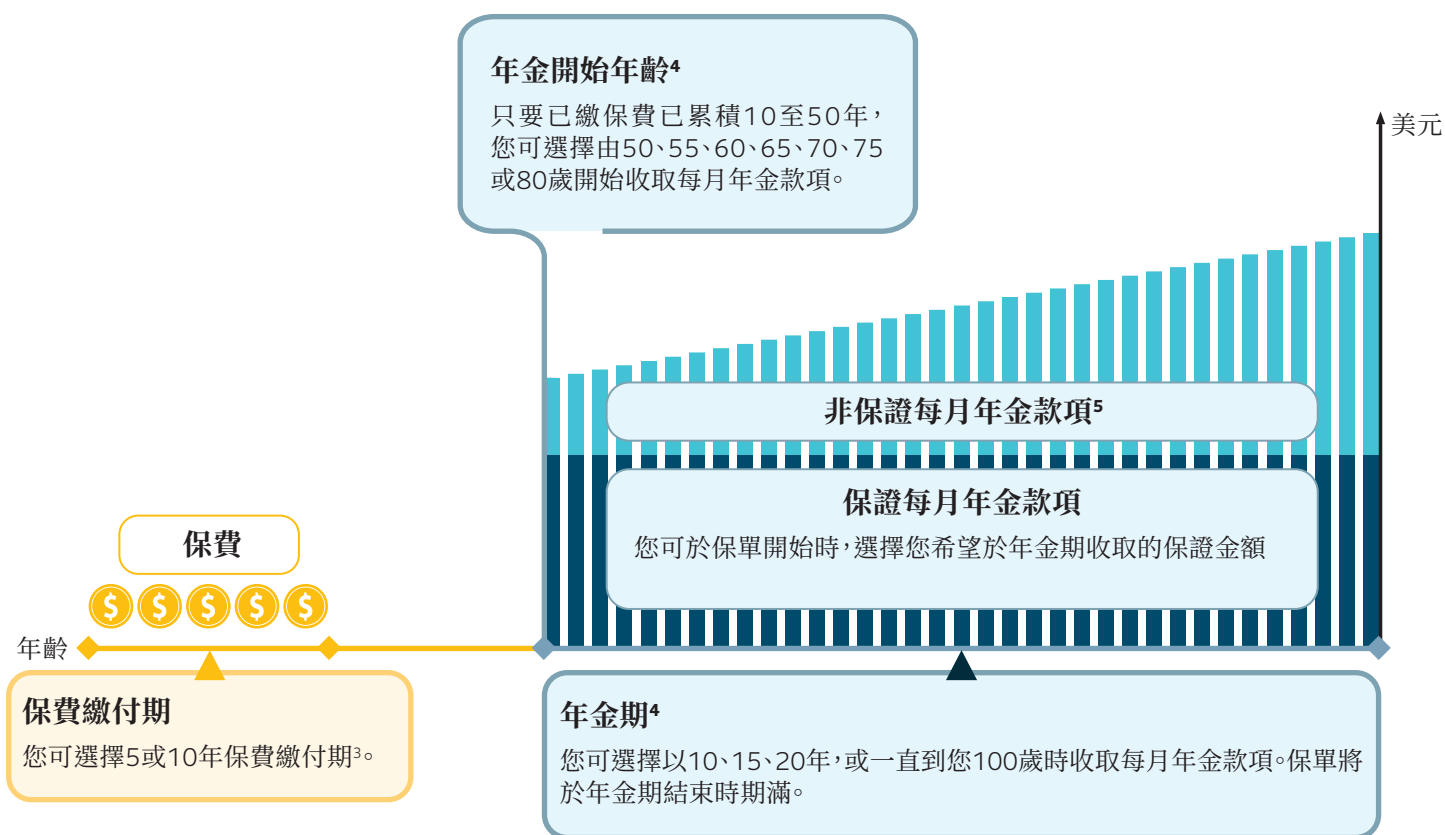 年金開始年齡⁴
只要已繳保費已累積10至50年，
您可選擇由50、55、60、65、70、75
或80歲開始收取每月年金款項。
美元
非保證每月年金款項⁵
保證每月年金款項
您可於保單開始時，選擇您希望於年金期收取的保證金額
保費
$ $ $ $ $
年齡
保費繳付期
您可選擇5或10年保費繳付期³。
年金期⁴
您可選擇以10、15、20年，或一直到您100歲時收取每月年金款項。保單將
於年金期結束時期滿。